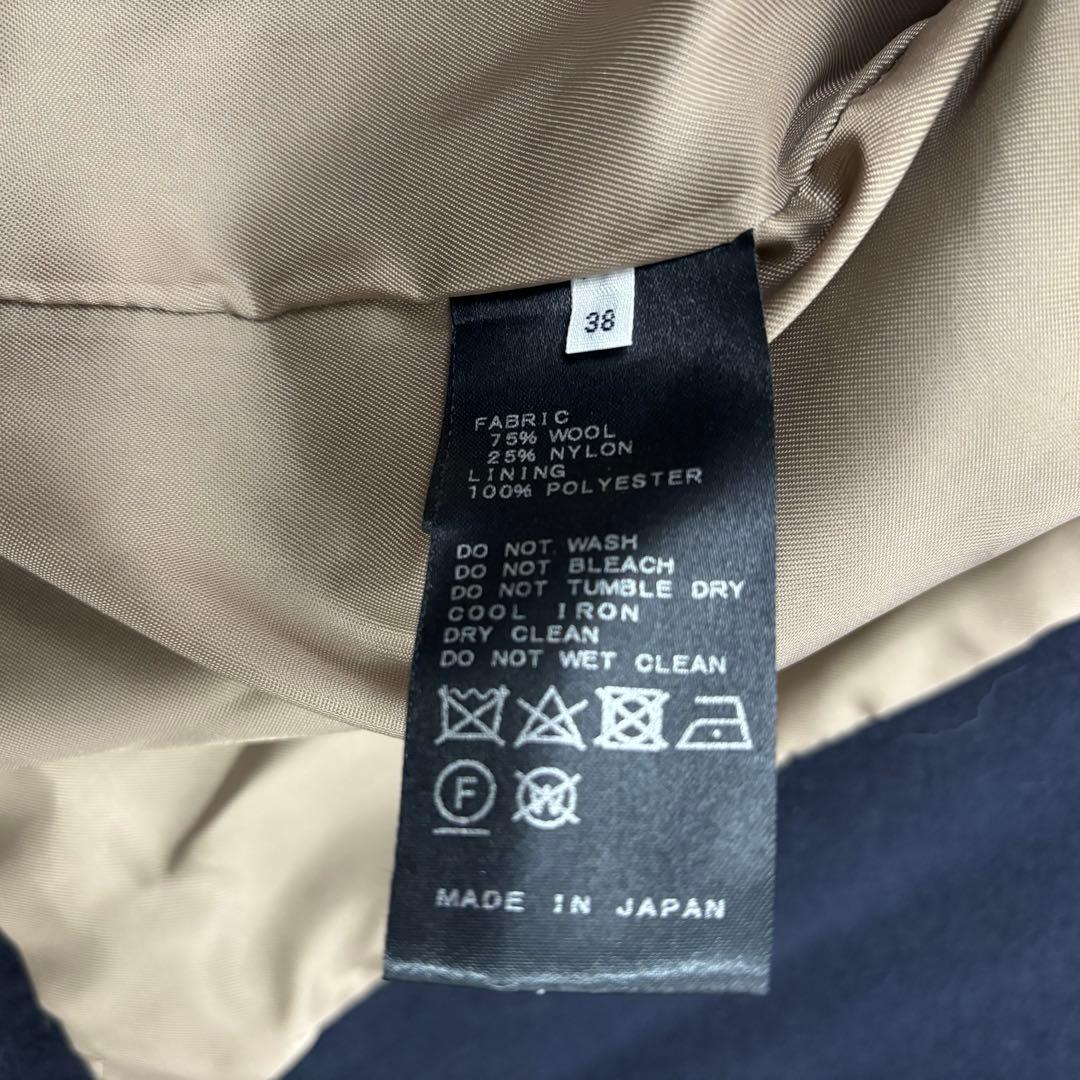 38
FABRIC
75% WOOL
25% NYLON
LINING
100% POLYESTER
DO NOT WASH
DO NOT BLEACH
DO NOT TUMBLE DRY
COOL IRON
DRY CLEAN
DO NOT WET CLEAN
F W
MADE IN JAPAN